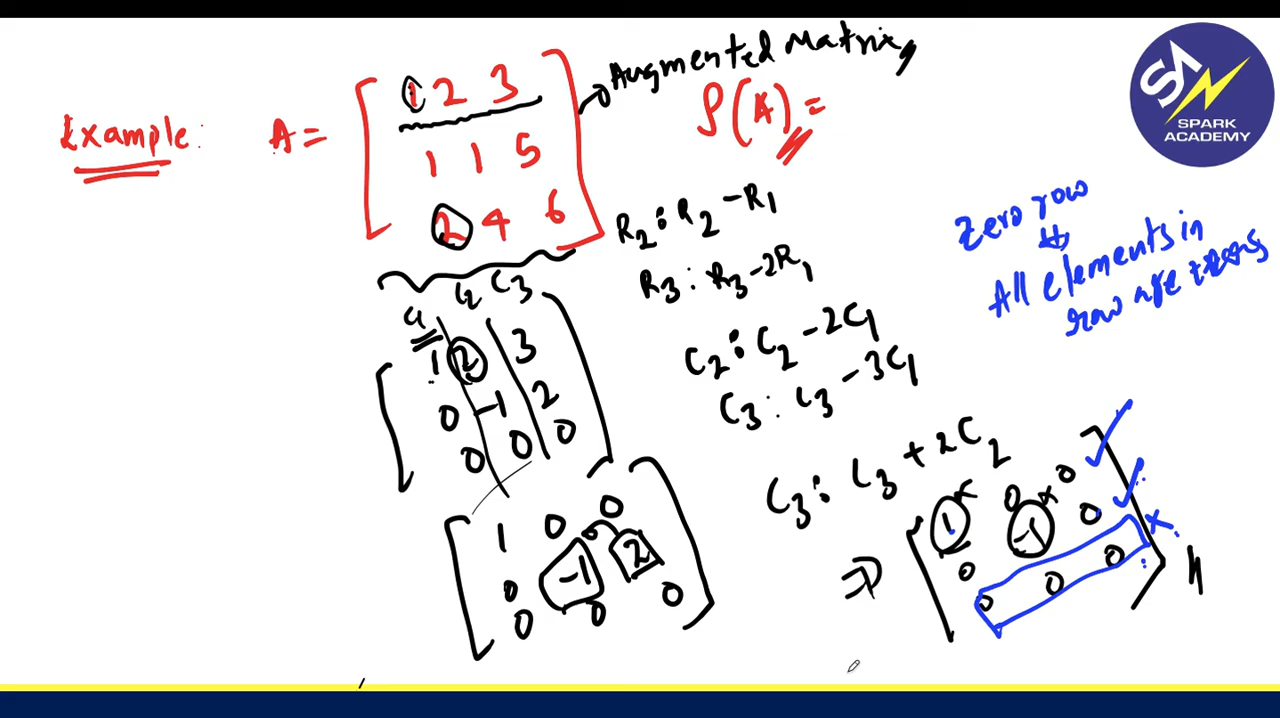 Augmented Matrix
Example: A = [ 1 2 3
1 1 5
2 4 6 ]
ρ(A) =
SPARK
ACADEMY
R2 : R2 - R1
R3 : R3 - 2R1
C2 : C2 - 2C1
C3 : C3 - 3C1
C3 : C3 + 2C2
Zero row
⇓
All elements in
row are zeros
C1 C2 C3
1 2 3
0 -1 2
0 0 0
1 0 0
0 -1 2
0 0 0
⇒
1 0 0
0 -1 0
0 0 0